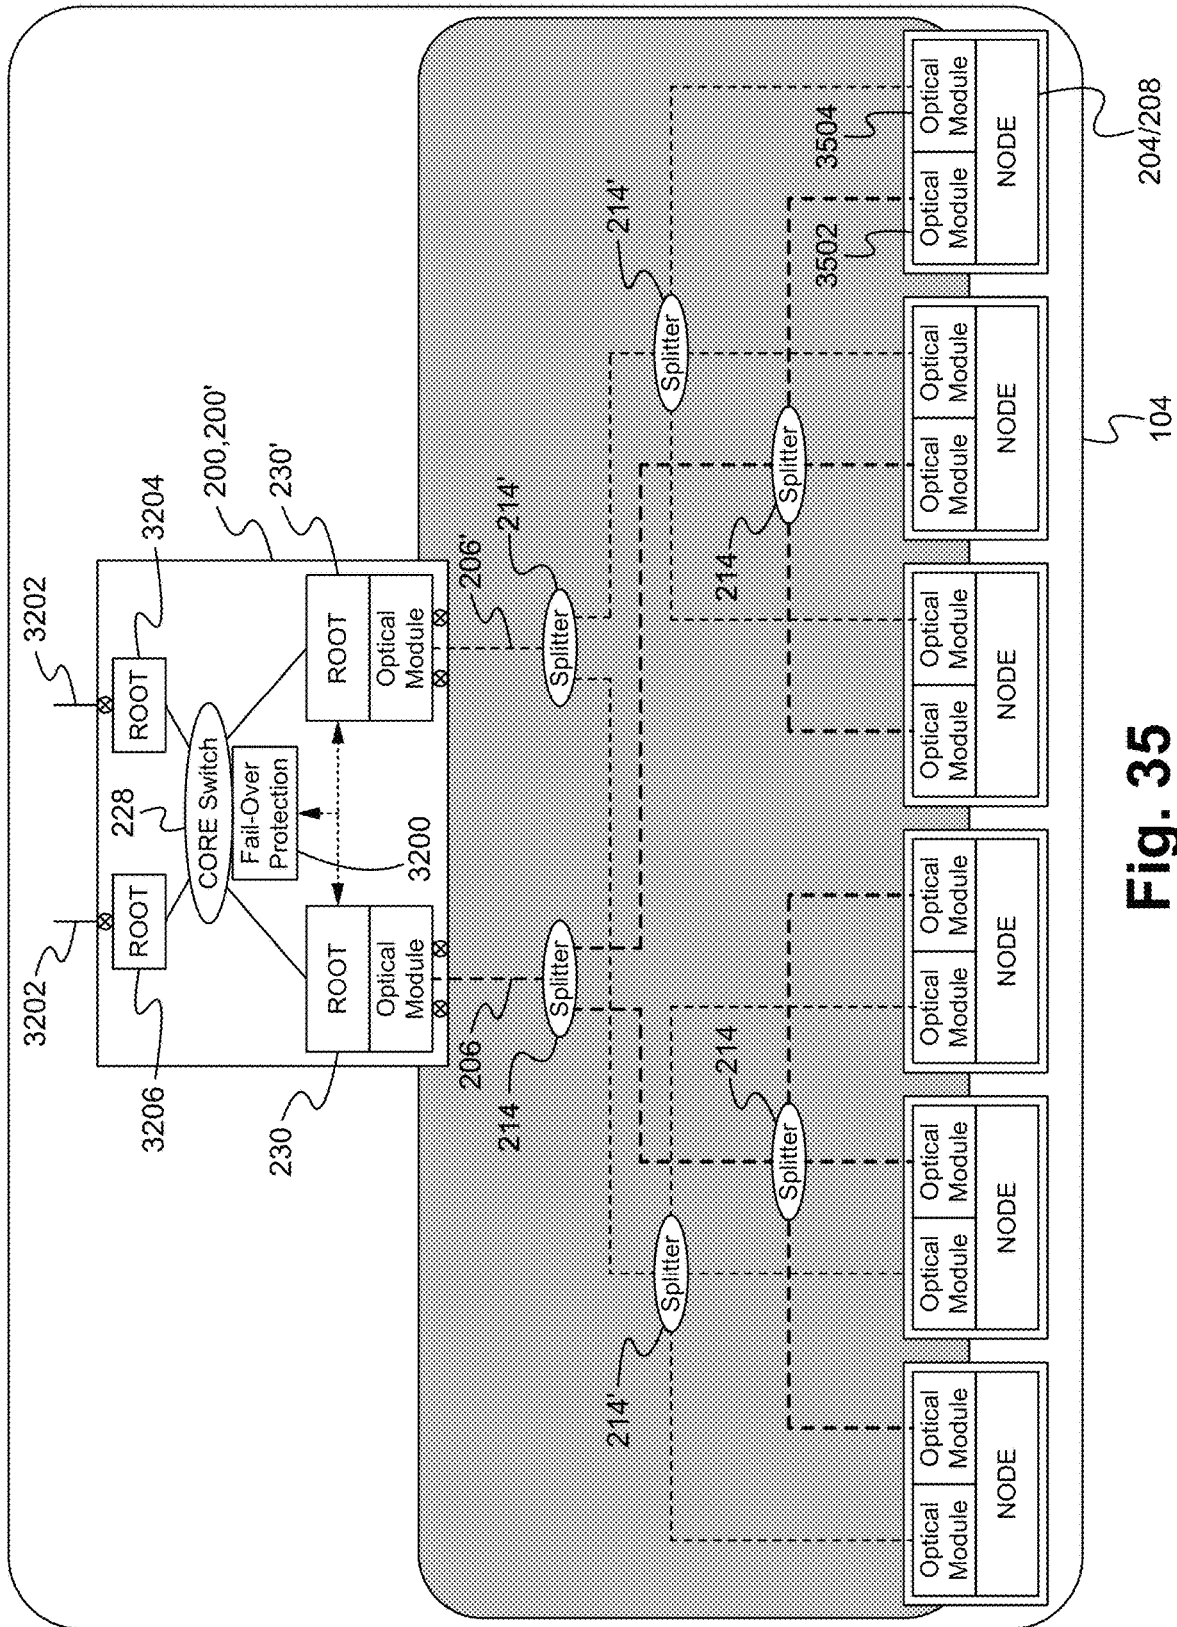 3202
3202
3206
ROOT
ROOT
3204
228
CORE Switch
Fail-Over
Protection
200,200'
3200
230
ROOT
ROOT
230'
Optical
Module
Optical
Module
206
206'
214
Splitter
Splitter
214'
214'
Splitter
Splitter
214'
214
Splitter
214
Splitter
3502
3504
Optical
Module
Optical
Module
NODE
Optical
Module
Optical
Module
NODE
Optical
Module
Optical
Module
NODE
Optical
Module
Optical
Module
NODE
Optical
Module
Optical
Module
NODE
Optical
Module
Optical
Module
NODE
204/208
104
Fig. 35